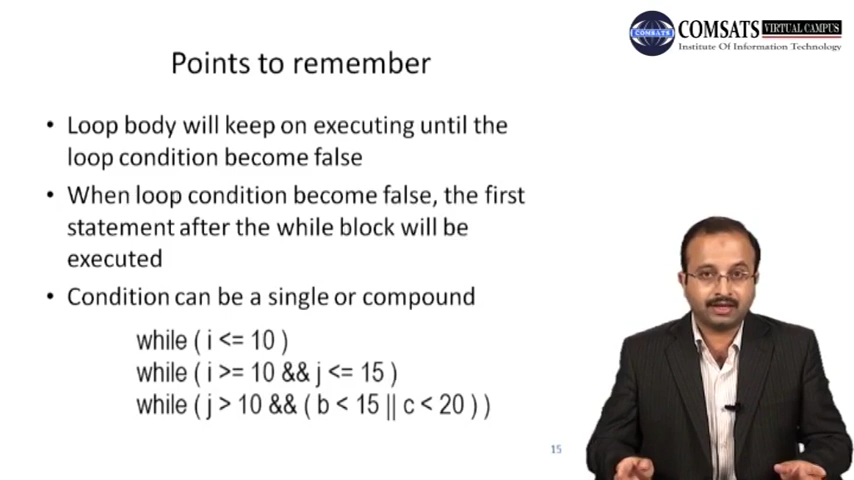 COMSATS
COMSATS VIRTUAL CAMPUS
Institute Of Information Technology
Points to remember
• Loop body will keep on executing until the
loop condition become false
• When loop condition become false, the first
statement after the while block will be
executed
• Condition can be a single or compound
while ( i <= 10 )
while ( i >= 10 && j <= 15 )
while ( j > 10 && ( b < 15 || c < 20 ) )
15